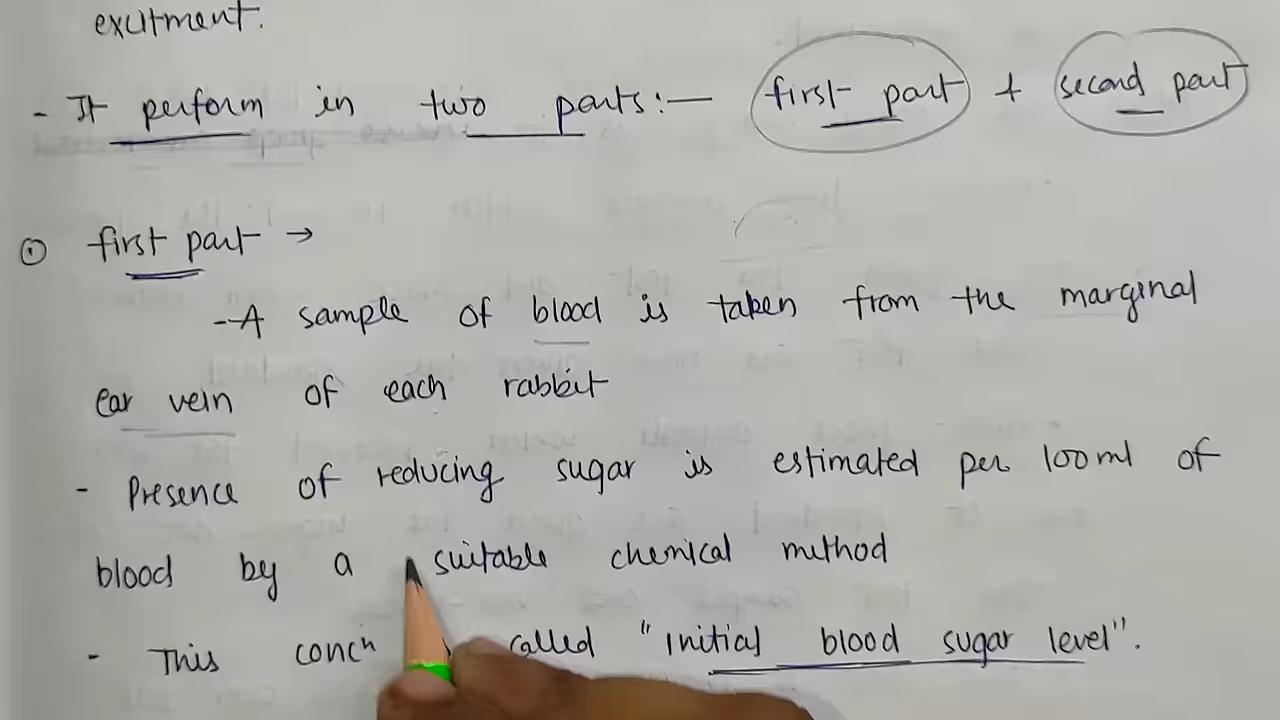 excitment.
- It perform in two parts:— first part + second part
① first part →
- A sample of blood is taken from the marginal
ear vein of each rabbit
- Presence of reducing sugar is estimated per 100ml of
blood by a suitable chemical method
- This concn called "initial blood sugar level".